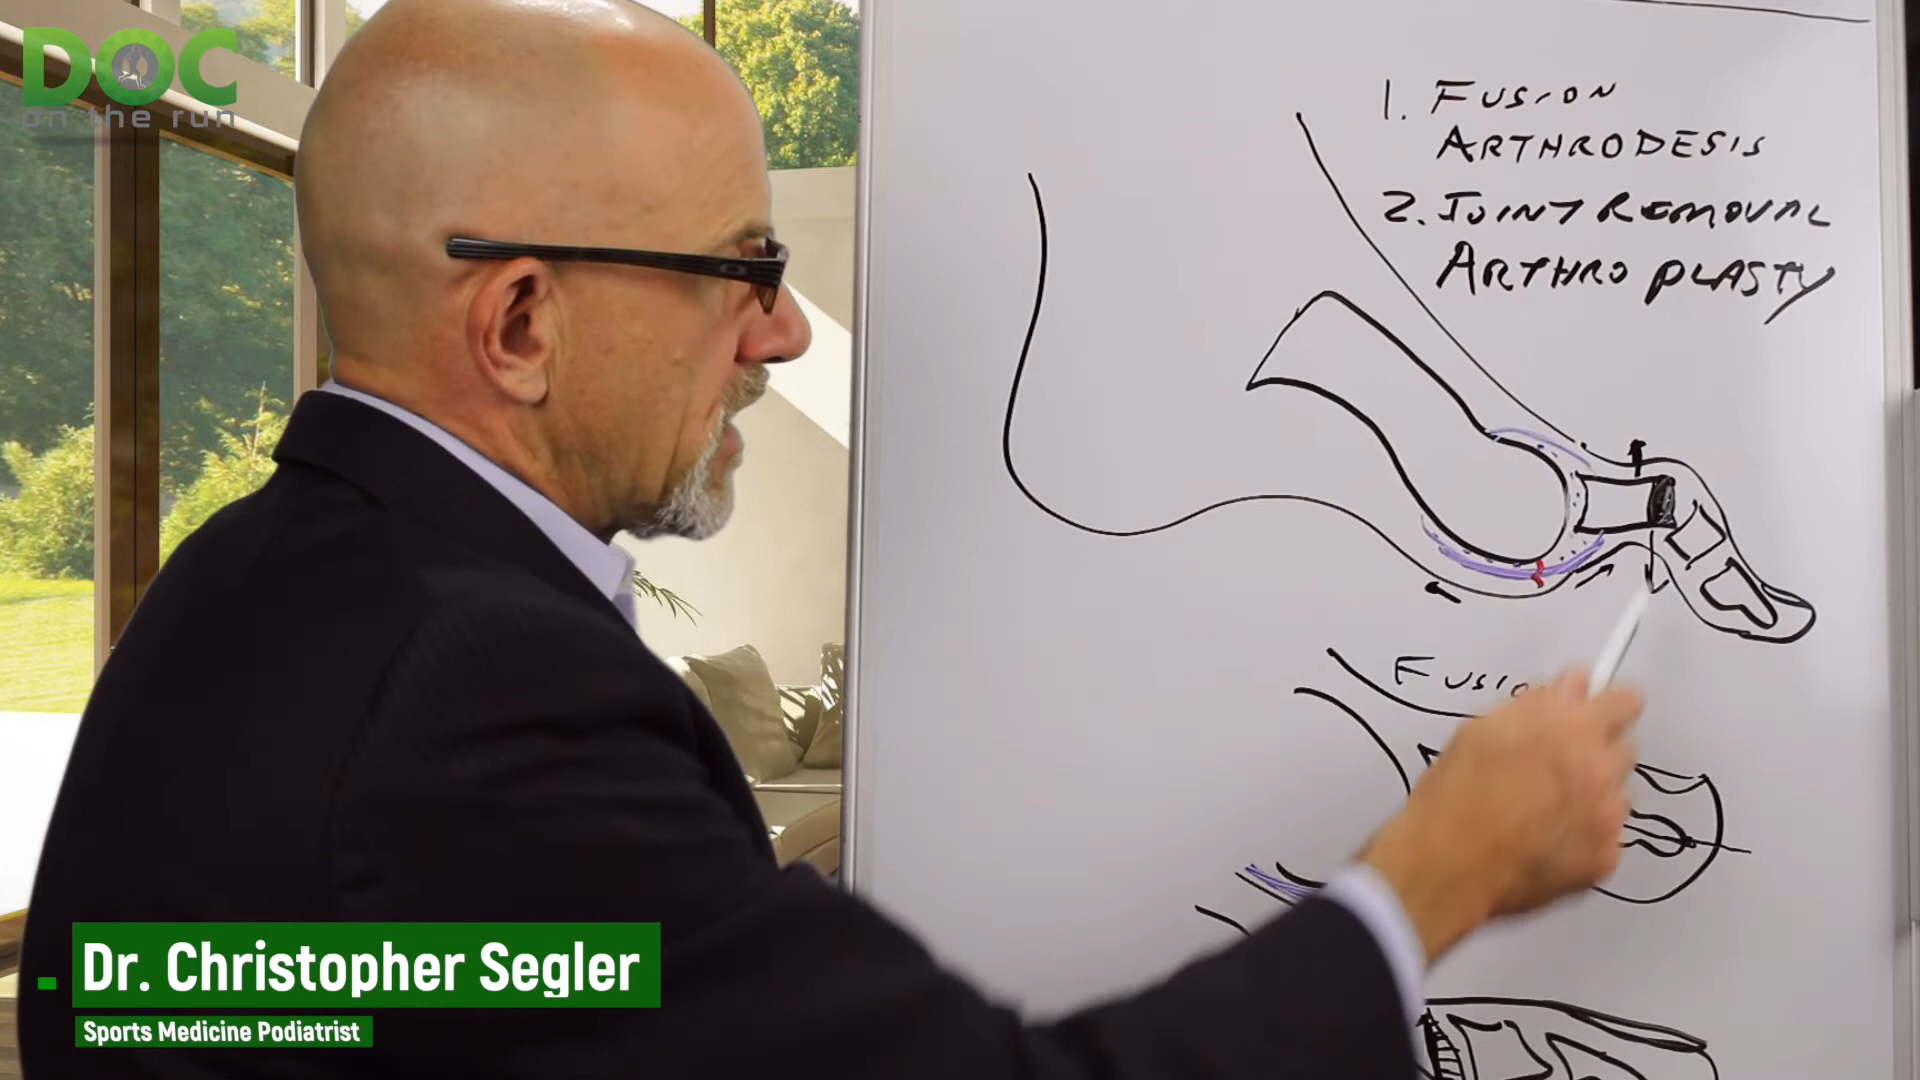 DOC
on the run
1. FUSION
ARTHRODESIS
2. JOINT REMOVAL
ARTHROPLASTY
Dr. Christopher Segler
Sports Medicine Podiatrist